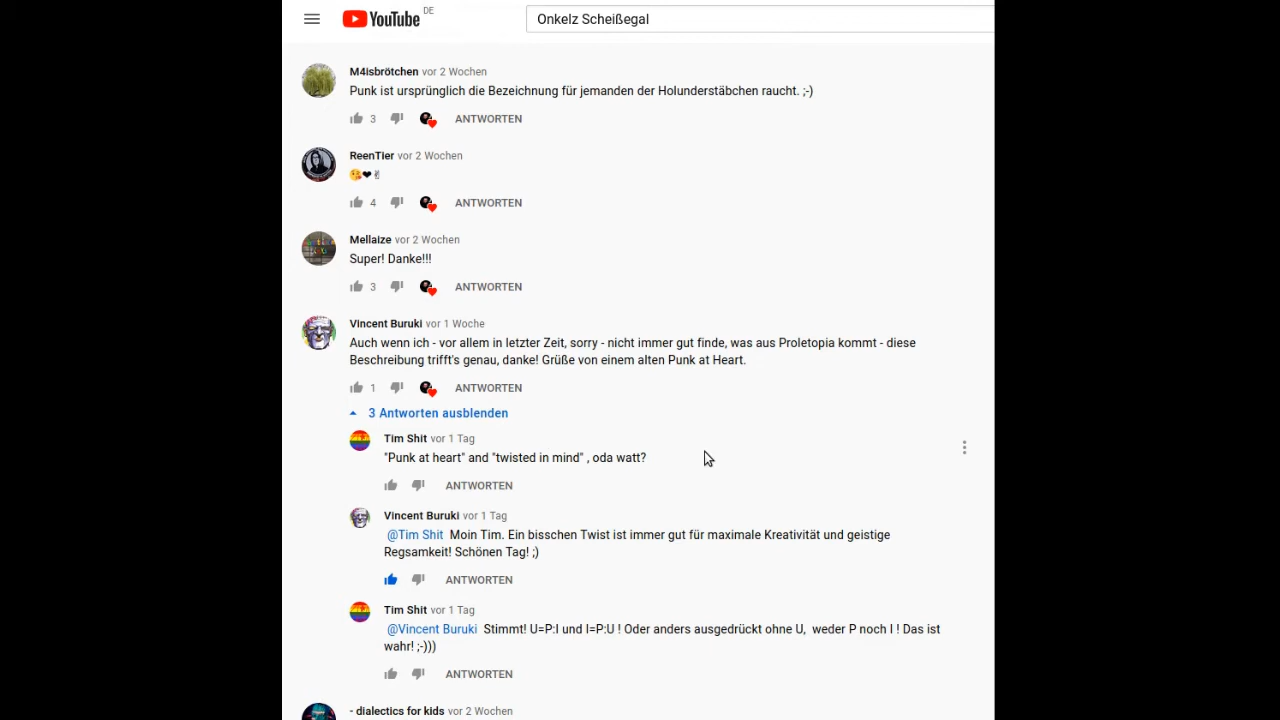 YouTube DE
Onkelz Scheißegal
M4isbrötchen vor 2 Wochen
Punk ist ursprünglich die Bezeichnung für jemanden der Holunderstäbchen raucht. ;-)
3 ANTWORTEN
ReenTier vor 2 Wochen
😘❤✌
4 ANTWORTEN
Mellaize vor 2 Wochen
Super! Danke!!!
3 ANTWORTEN
Vincent Buruki vor 1 Woche
Auch wenn ich - vor allem in letzter Zeit, sorry - nicht immer gut finde, was aus Proletopia kommt - diese
Beschreibung trifft's genau, danke! Grüße von einem alten Punk at Heart.
1 ANTWORTEN
3 Antworten ausblenden
Tim Shit vor 1 Tag
"Punk at heart" and "twisted in mind" , oda watt?
ANTWORTEN
Vincent Buruki vor 1 Tag
@Tim Shit Moin Tim. Ein bisschen Twist ist immer gut für maximale Kreativität und geistige
Regsamkeit! Schönen Tag! ;)
ANTWORTEN
Tim Shit vor 1 Tag
@Vincent Buruki Stimmt! U=P:I und I=P:U ! Oder anders ausgedrückt ohne U, weder P noch I ! Das ist
wahr! ;-)))
ANTWORTEN
- dialectics for kids vor 2 Wochen